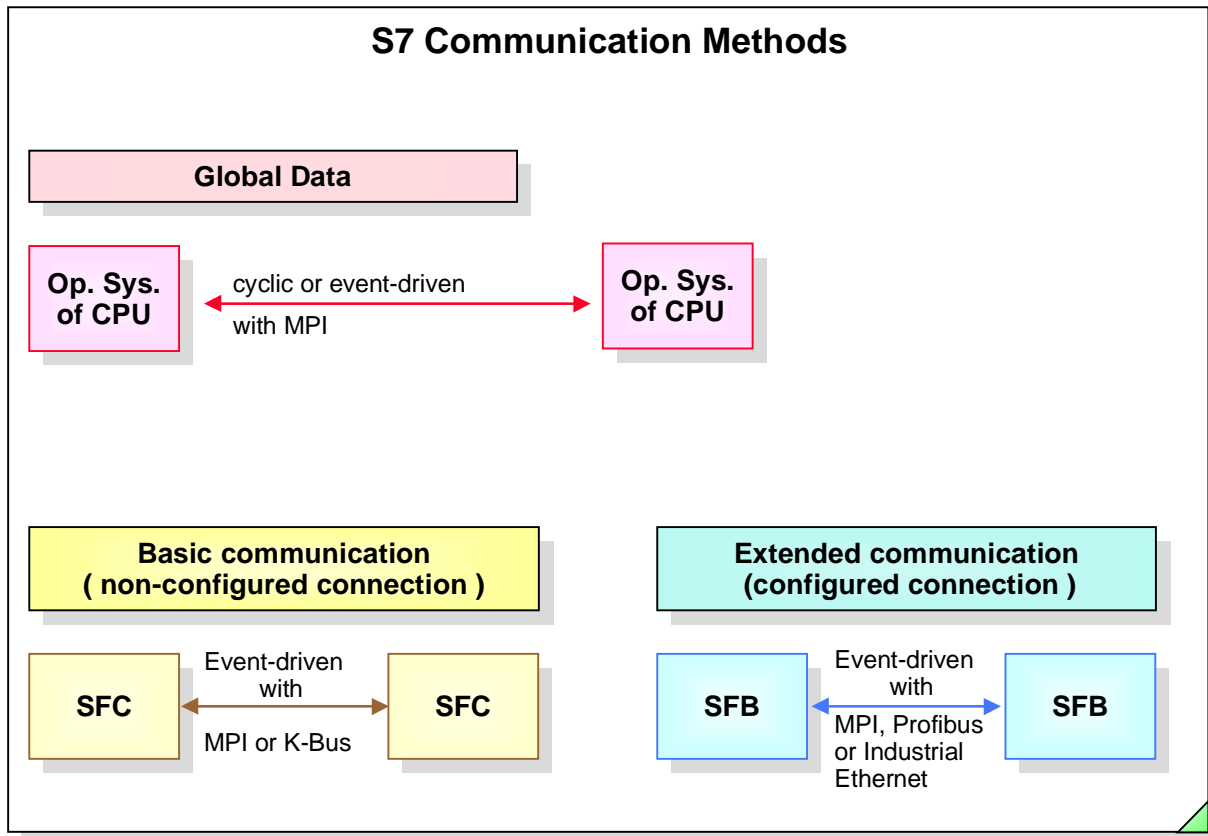 S7 Communication Methods
Global Data
Op. Sys.
of CPU
cyclic or event-driven
with MPI
Op. Sys.
of CPU
Basic communication
( non-configured connection )
SFC
Event-driven
with
MPI or K-Bus
SFC
Extended communication
(configured connection )
SFB
Event-driven
with
MPI, Profibus
or Industrial
Ethernet
SFB